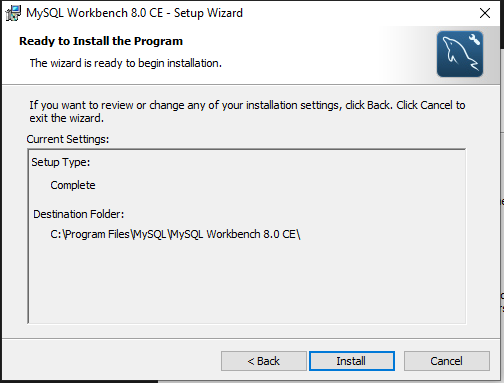 MySQL Workbench 8.0 CE - Setup Wizard
Ready to Install the Program
The wizard is ready to begin installation.
If you want to review or change any of your installation settings, click Back. Click Cancel to
exit the wizard.
Current Settings:
Setup Type:
Complete
Destination Folder:
C:\Program Files\MySQL\MySQL Workbench 8.0 CE\
< Back
Install
Cancel